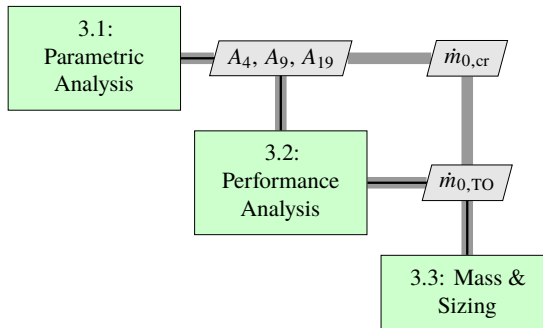 3.1:
Parametric
Analysis
A₄, A₉, A₁₉
ṁ₀,cr
3.2:
Performance
Analysis
ṁ₀,TO
3.3: Mass &
Sizing